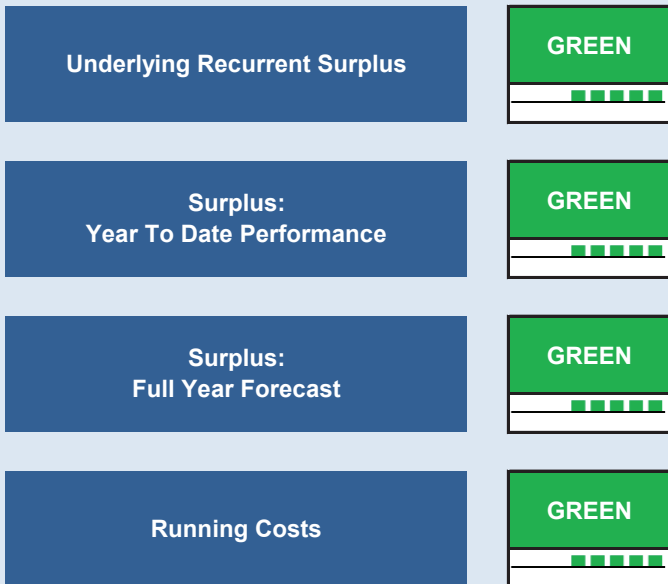 Underlying Recurrent Surplus
GREEN
Surplus:
Year To Date Performance
GREEN
Surplus:
Full Year Forecast
GREEN
Running Costs
GREEN